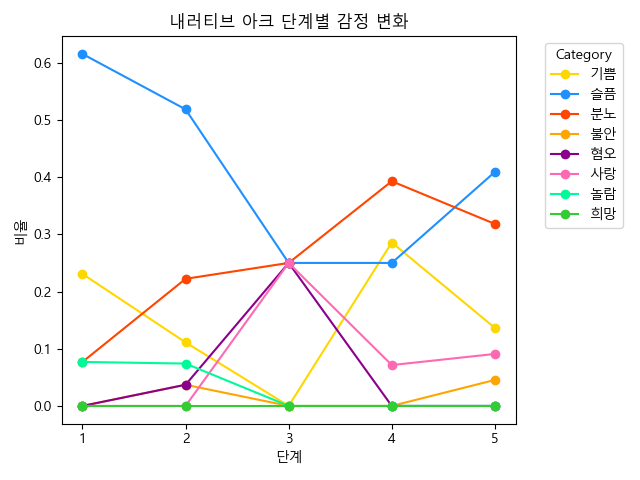 내러티브 아크 단계별 감정 변화
비율
0.6
0.5
0.4
0.3
0.2
0.1
0.0
1 2 3 4 5
단계
Category
기쁨
슬픔
분노
불안
혐오
사랑
놀람
희망